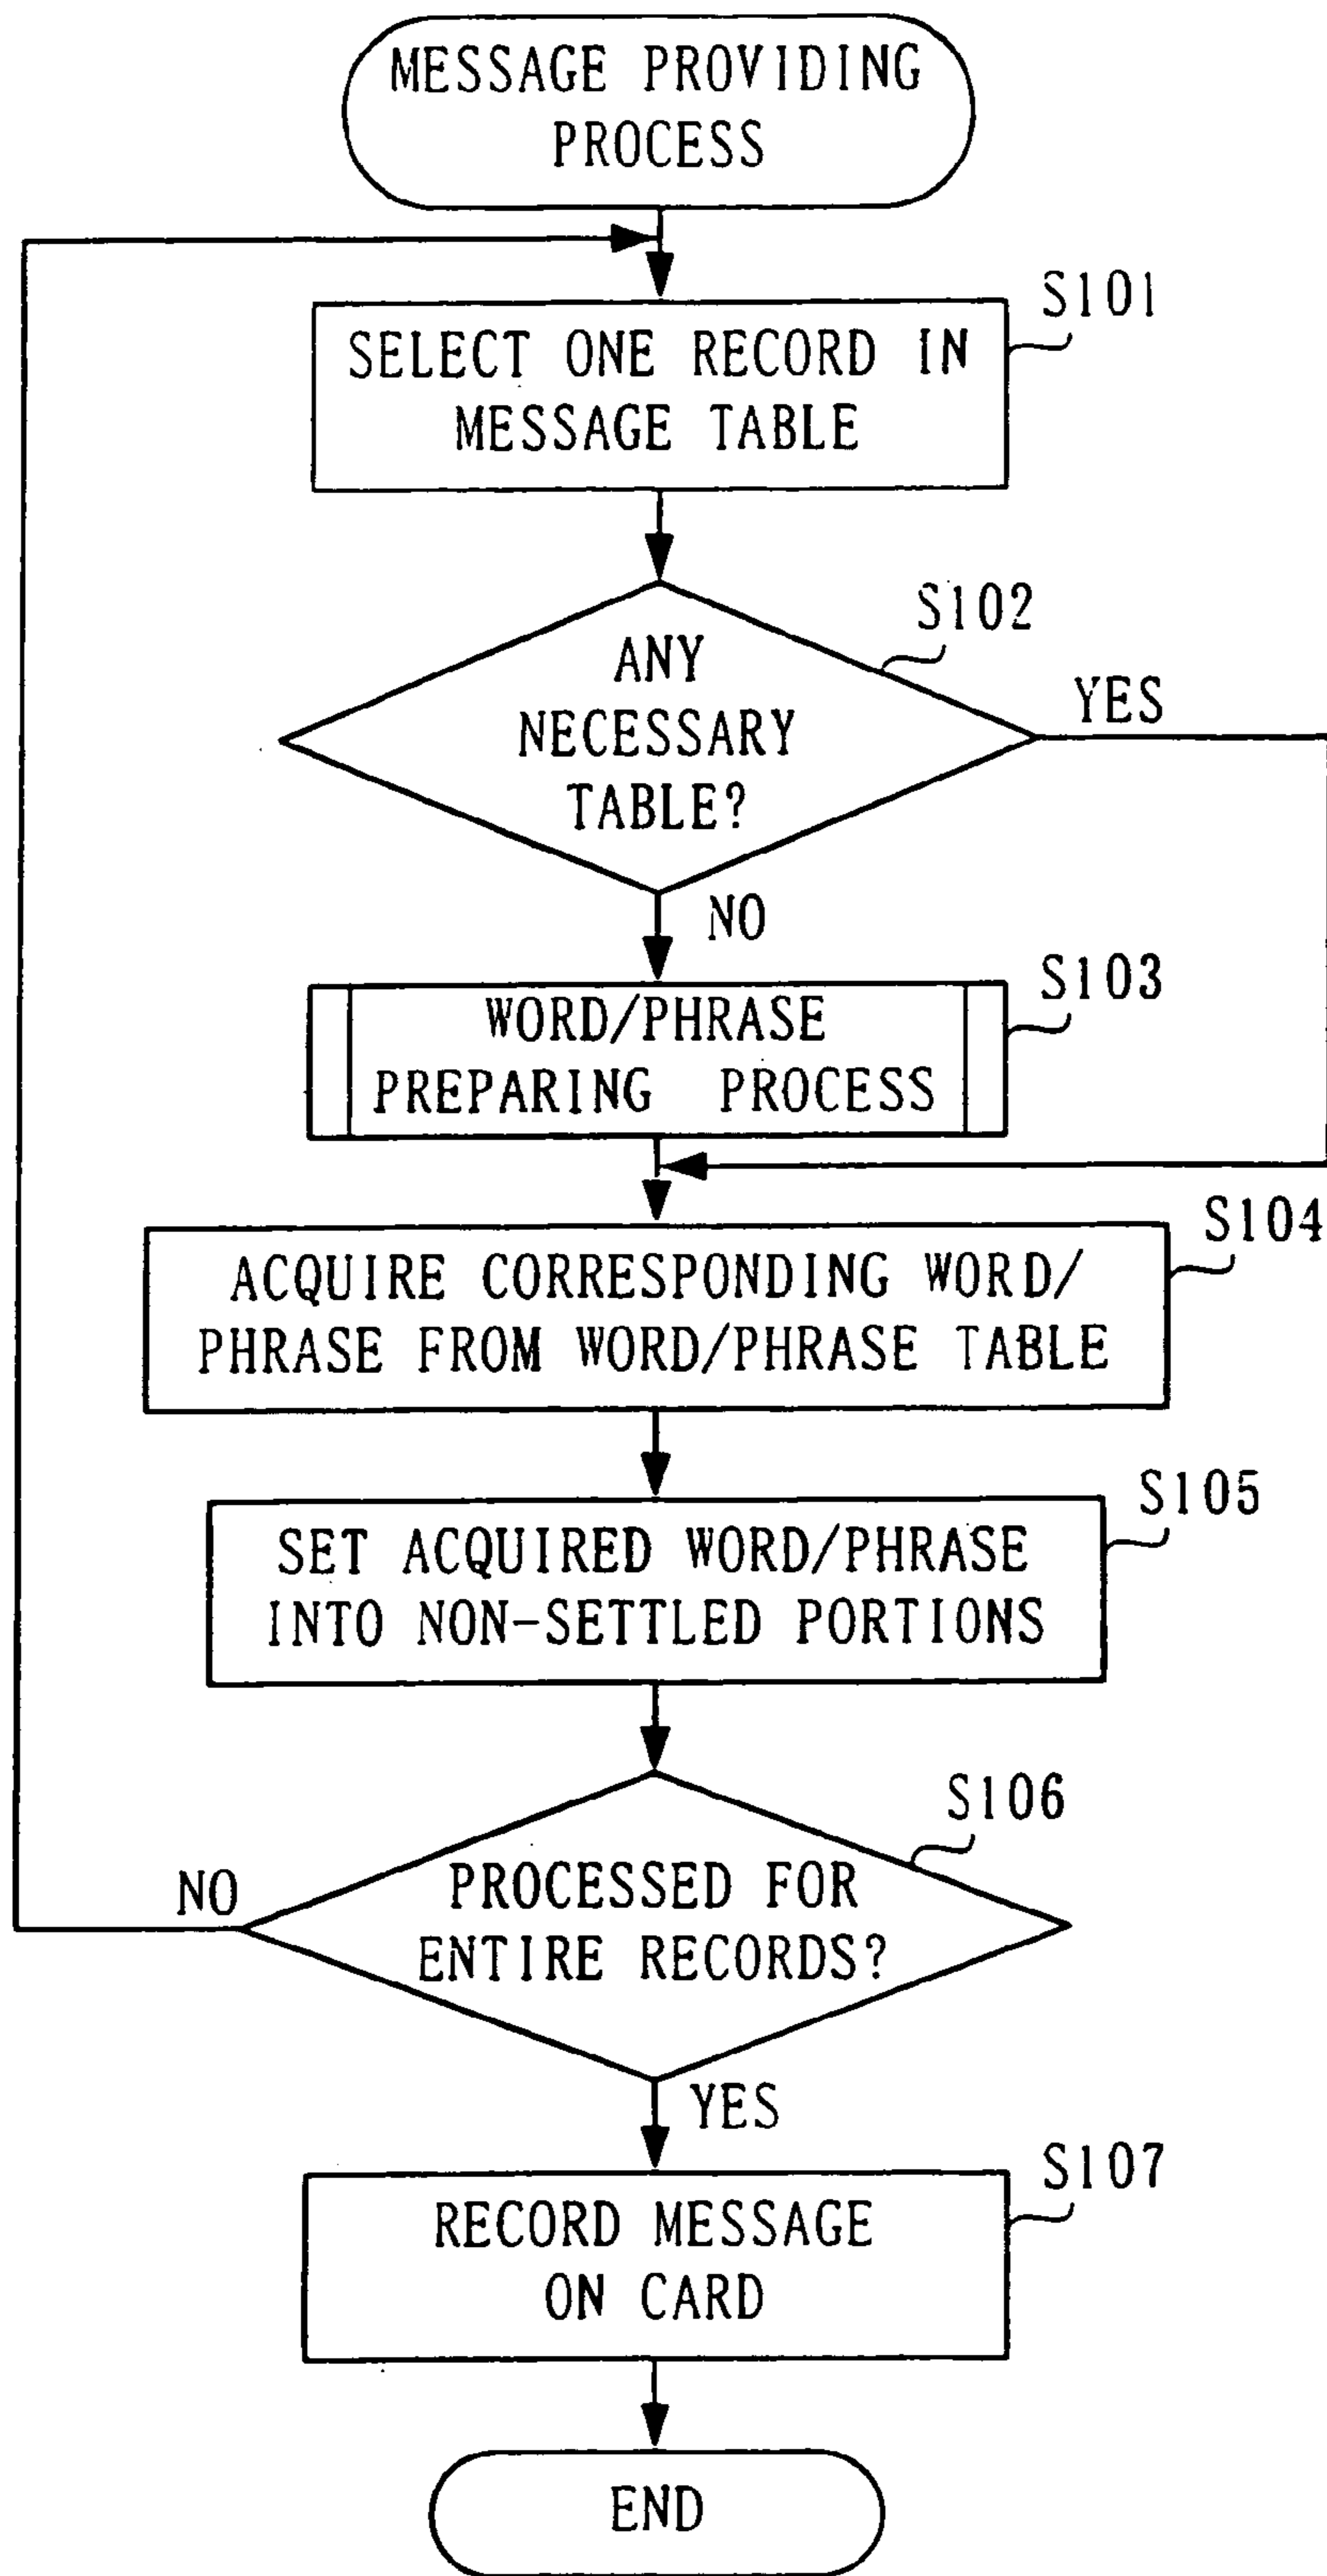 MESSAGE PROVIDING
PROCESS
S101
SELECT ONE RECORD IN
MESSAGE TABLE
S102
ANY
NECESSARY
TABLE?
YES
NO
S103
WORD/PHRASE
PREPARING PROCESS
S104
ACQUIRE CORRESPONDING WORD/
PHRASE FROM WORD/PHRASE TABLE
S105
SET ACQUIRED WORD/PHRASE
INTO NON-SETTLED PORTIONS
S106
PROCESSED FOR
ENTIRE RECORDS?
NO
YES
S107
RECORD MESSAGE
ON CARD
END